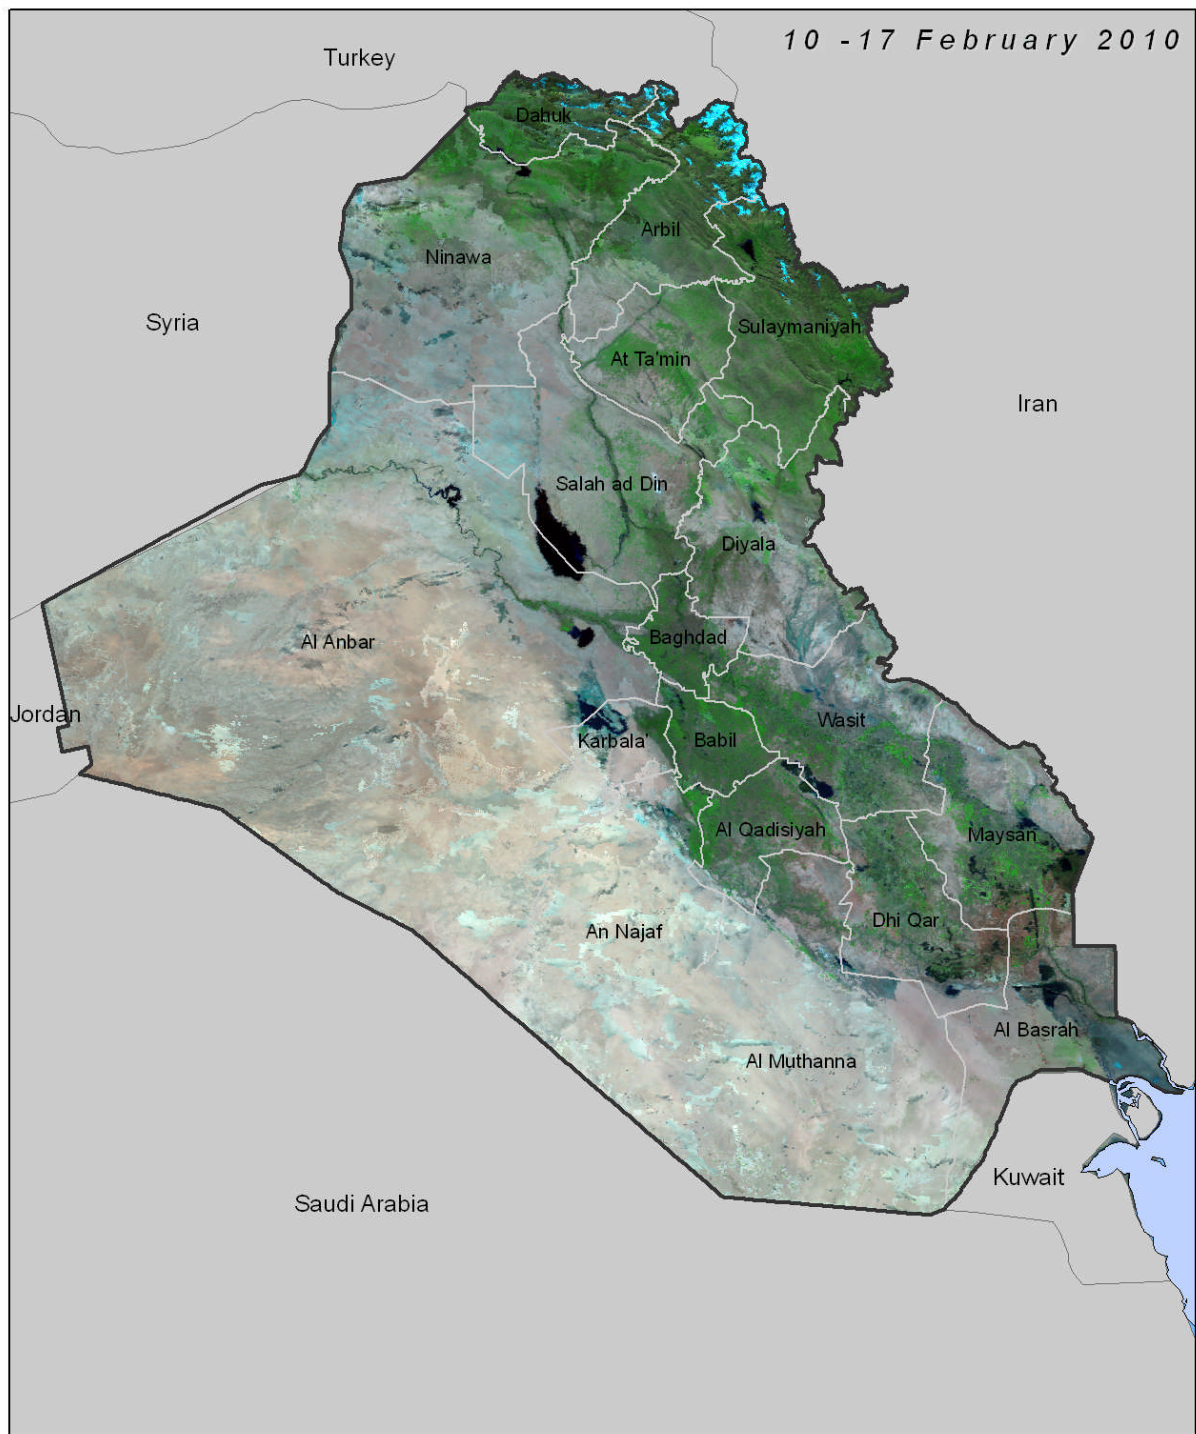 10 -17 February 2010
Turkey
Dahuk
Arbil
Ninawa
Syria
Sulaymaniyah
At Ta'min
Iran
Salah ad Din
Diyala
Baghdad
Al Anbar
Jordan
Wasit
Karbala'
Babil
Al Qadisiyah
Maysan
Dhi Qar
An Najaf
Al Basrah
Al Muthanna
Kuwait
Saudi Arabia